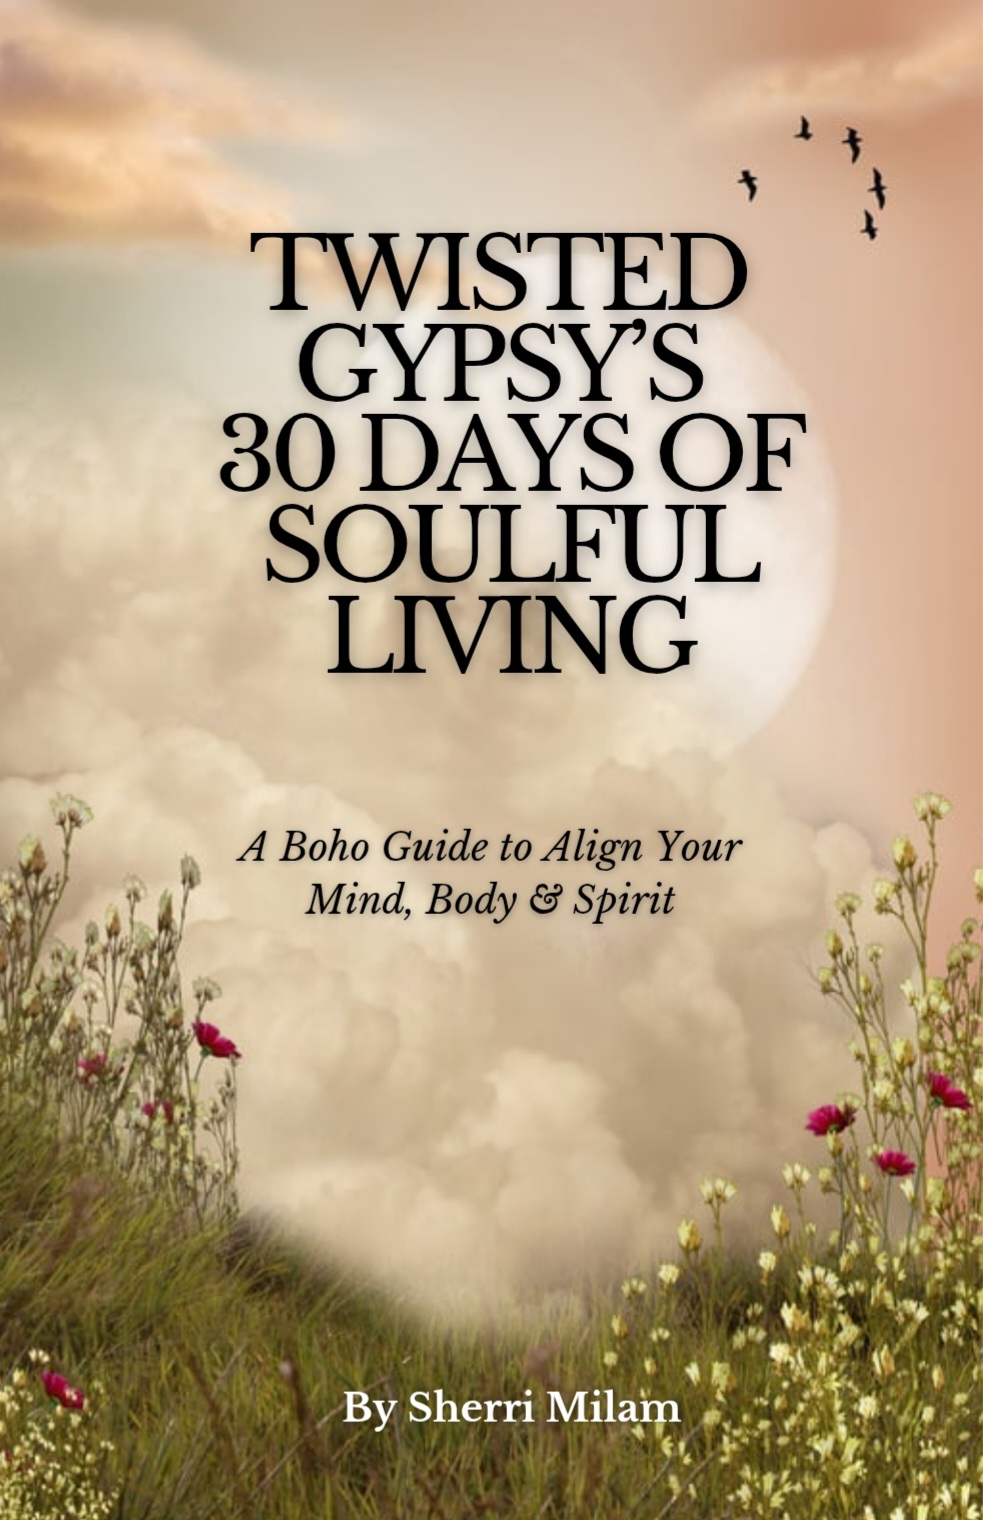 TWISTED
GYPSY’S
30 DAYS OF
SOULFUL
LIVING
A Boho Guide to Align Your
Mind, Body & Spirit
By Sherri Milam